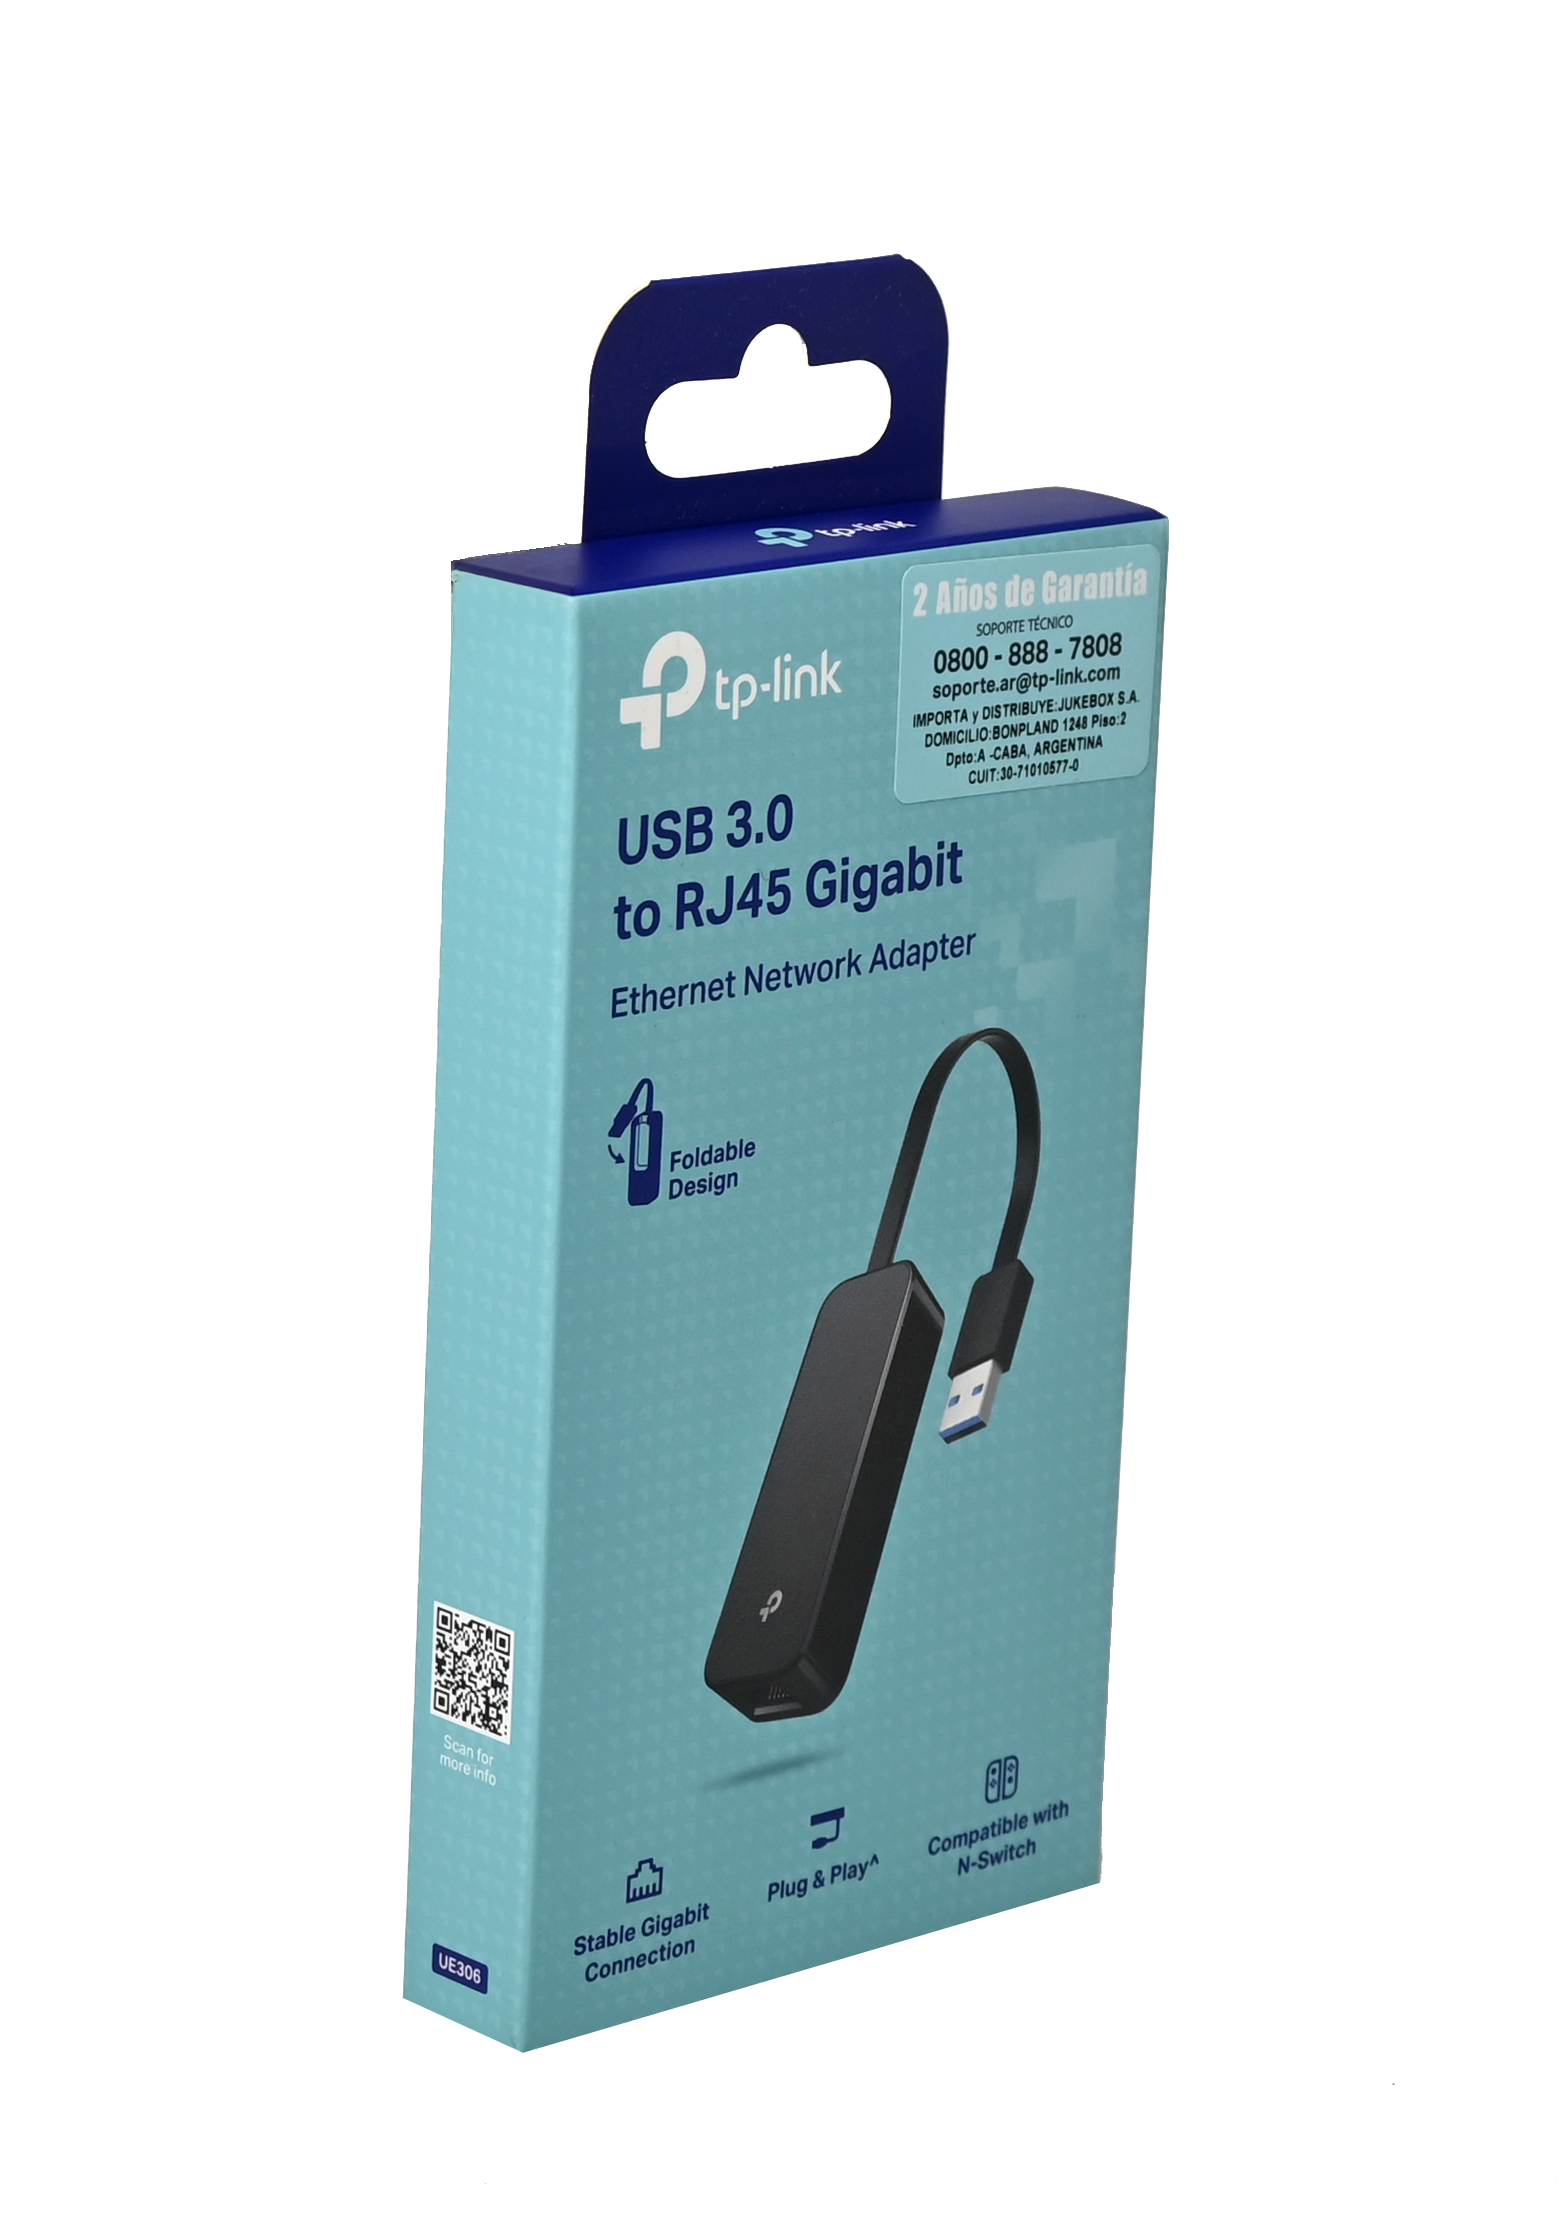 tp-link
2 Años de Garantía
SOPORTE TÉCNICO
0800 - 888 - 7808
soporte.ar@tp-link.com
IMPORTA y DISTRIBUYE:JUKEBOX S.A.
DOMICILIO:BONPLAND 1248 Piso:2
Dpto:A -CABA, ARGENTINA
CUIT:30-71010577-0
tp-link
USB 3.0
to RJ45 Gigabit
Ethernet Network Adapter
Foldable
Design
Stable Gigabit
Connection
Plug & Play^
Compatible with
N-Switch
Scan for
more info
UE306